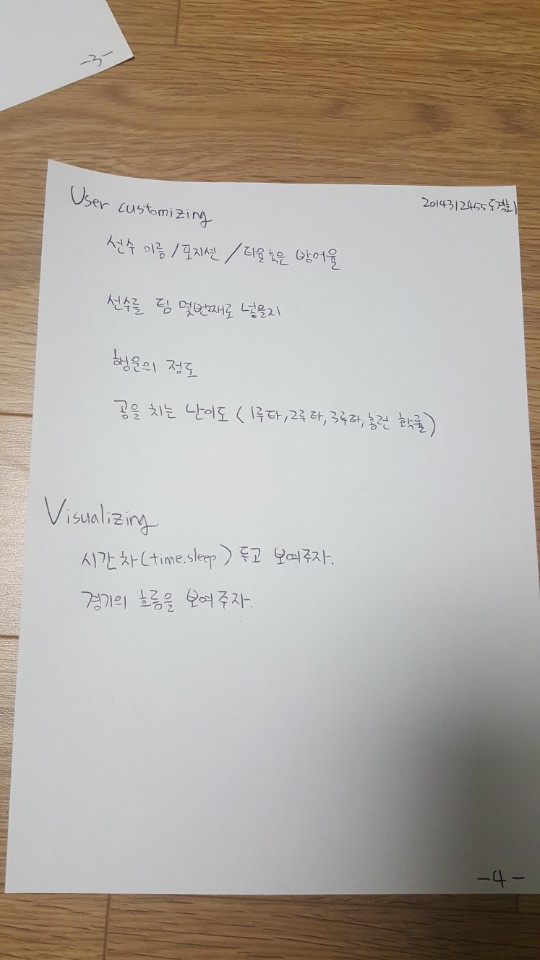 -3-
User customizing
2014312455
선수 이름 / 포지션 / 타율 혹은 방어율
선수를 팀 몇번째로 넣을지
행운의 정도
공을 치는 난이도 (1루타, 2루타, 3루타, 홈런 확률)
Visualizing
시간차(time.sleep) 두고 보여주자.
경기의 흐름을 보여주자.
-4-